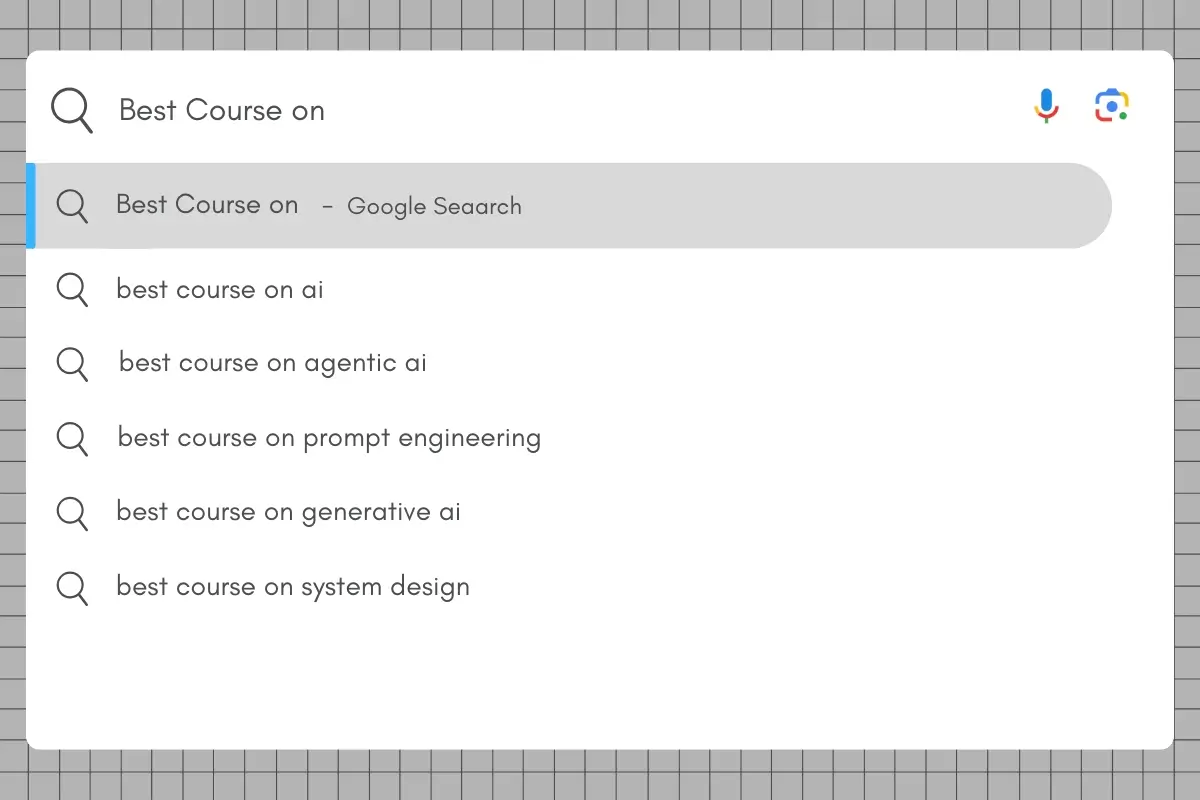 Best Course on
Best Course on - Google Seaarch
best course on ai
best course on agentic ai
best course on prompt engineering
best course on generative ai
best course on system design